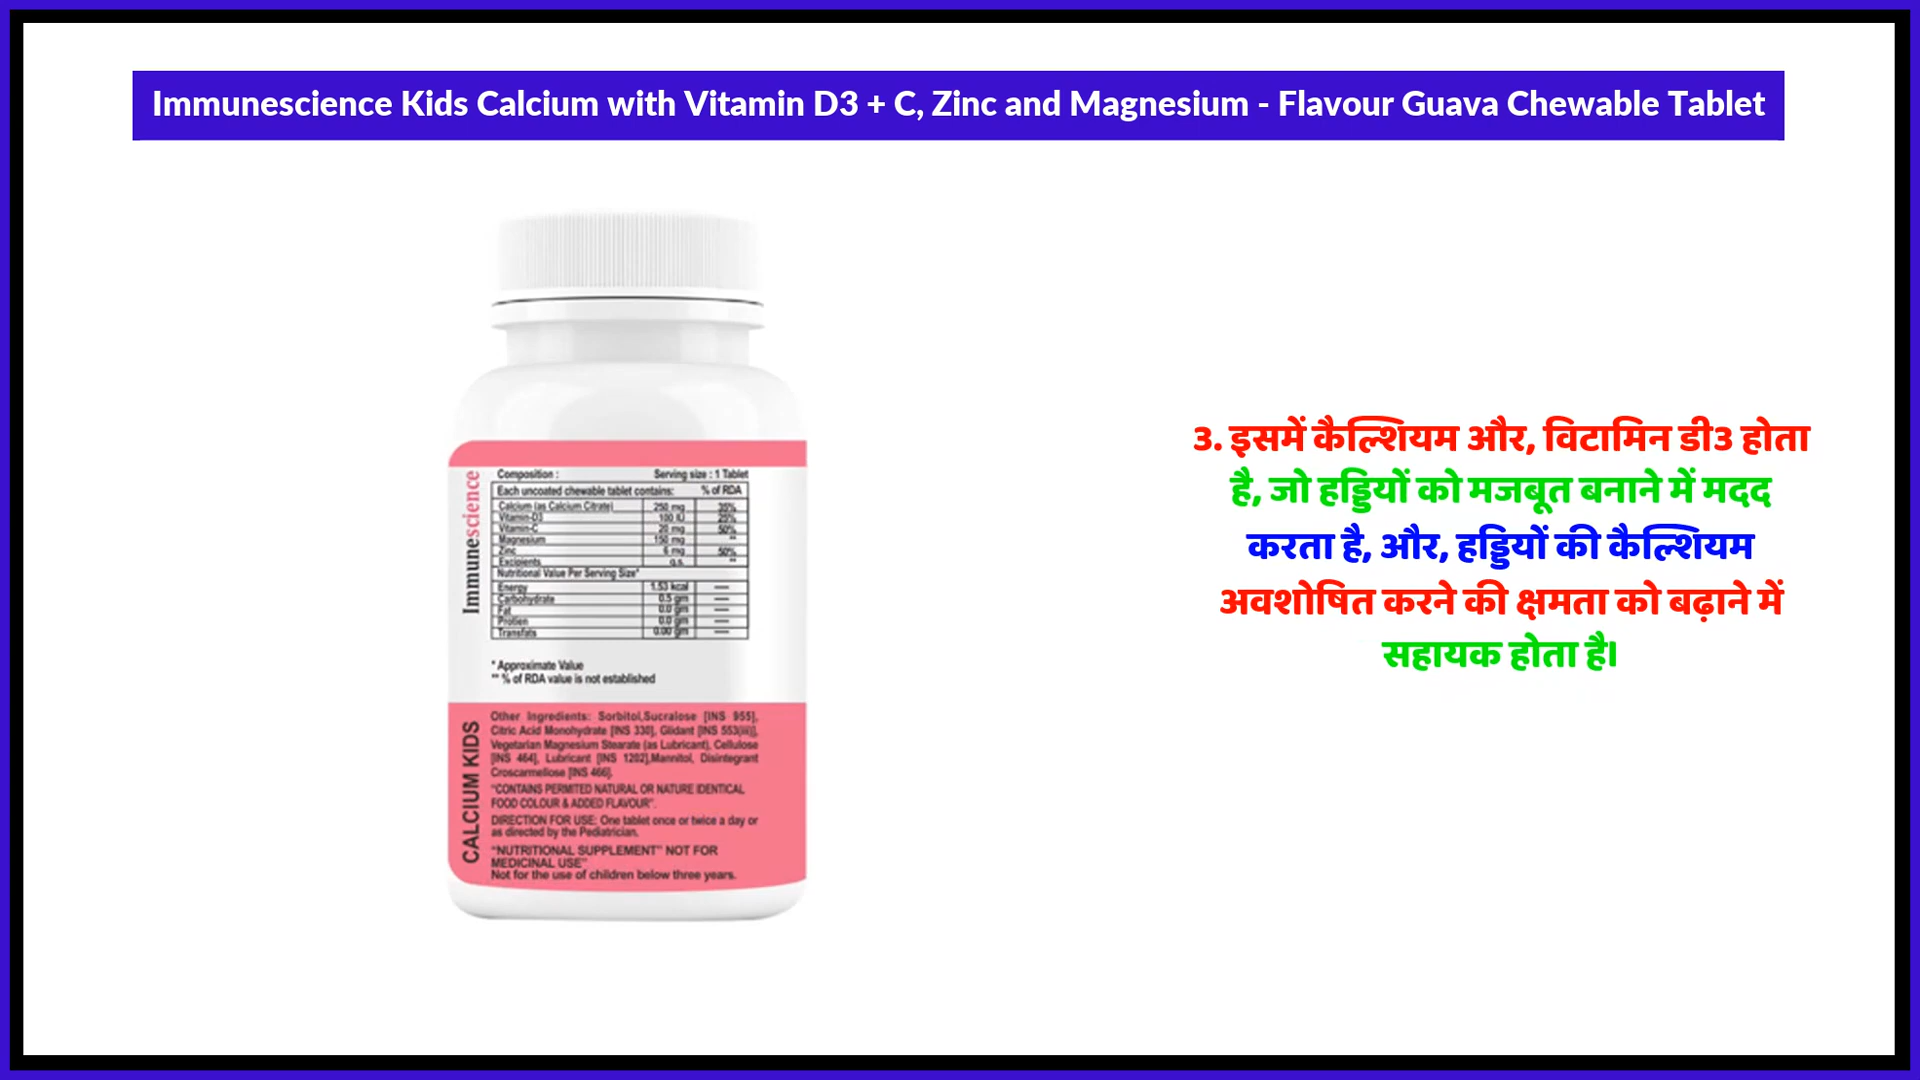 Immunescience Kids Calcium with Vitamin D3 + C, Zinc and Magnesium - Flavour Guava Chewable Tablet
Immunescience
Composition : Serving size : 1 Tablet
Each uncoated chewable tablet contains: % of RDA
Calcium (as Calcium Citrate) 250 mg 35%
Vitamin-D3 100 IU 25%
Vitamin-C 20 mg 50%
Magnesium 150 mg **
Zinc 6 mg 50%
Excipients q.s. **
Nutritional Value Per Serving Size*
Energy 1.53 kcal —
Carbohydrate 0.5 gm —
Fat 0.0 gm —
Protien 0.0 gm —
Transfats 0.00 gm —
* Approximate Value
** % of RDA value is not established
CALCIUM KIDS
Other Ingredients: Sorbitol,Sucralose [INS 955],
Citric Acid Monohydrate [INS 330], Glidant [INS 553(iii)],
Vegetarian Magnesium Stearate (as Lubricant), Cellulose
[INS 464], Lubricant [INS 1202],Mannitol, Disintegrant
Croscarmellose [INS 466].
"CONTAINS PERMITED NATURAL OR NATURE IDENTICAL
FOOD COLOUR & ADDED FLAVOUR".
DIRECTION FOR USE: One tablet once or twice a day or
as directed by the Pediatrician.
"NUTRITIONAL SUPPLEMENT" NOT FOR
MEDICINAL USE"
Not for the use of children below three years.
3. इसमें कैल्शियम और, विटामिन डी3 होता
है, जो हड्डियों को मजबूत बनाने में मदद
करता है, और, हड्डियों की कैल्शियम
अवशोषित करने की क्षमता को बढ़ाने में
सहायक होता है।